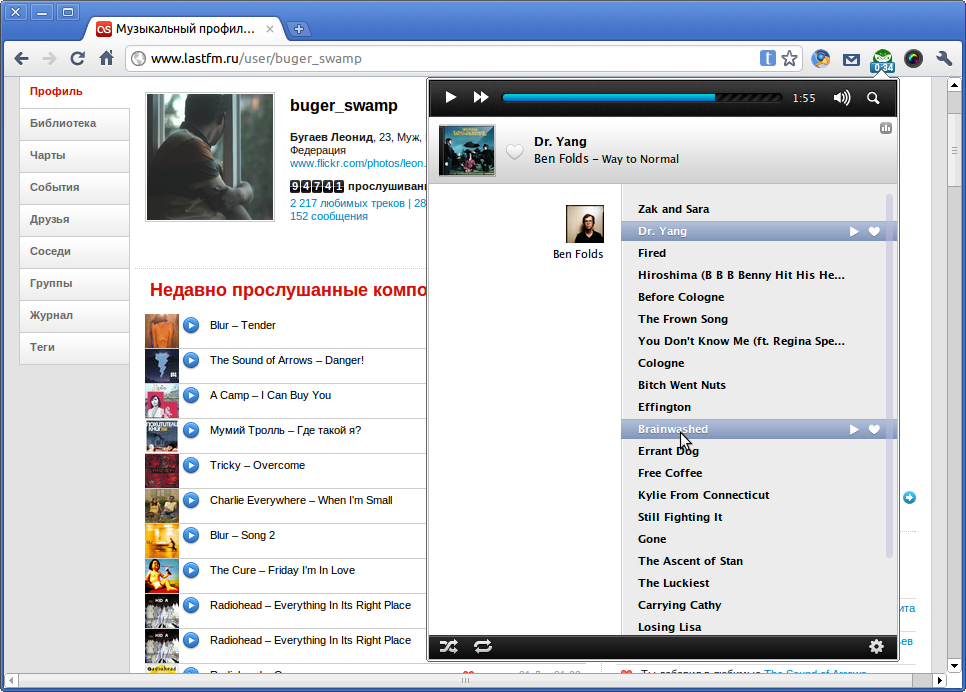 Музыкальный профил...
www.lastfm.ru/user/buger_swamp
0:34
Профиль
Библиотека
Чарты
События
Друзья
Соседи
Группы
Журнал
Теги
buger_swamp
Бугаев Леонид, 23, Муж,
Федерация
www.flickr.com/photos/leon.
94741 прослушивани
2 217 любимых треков | 28
152 сообщения
Недавно прослушанные компо
Blur – Tender
The Sound of Arrows – Danger!
A Camp – I Can Buy You
Мумий Тролль – Где такой я?
Tricky – Overcome
Charlie Everywhere – When I'm Small
Blur – Song 2
The Cure – Friday I'm In Love
Radiohead – Everything In Its Right Place
Radiohead – Everything In Its Right Place
1:55
Dr. Yang
Ben Folds – Way to Normal
Ben Folds
Zak and Sara
Dr. Yang
Fired
Hiroshima (B B B Benny Hit His He...
Before Cologne
The Frown Song
You Don't Know Me (ft. Regina Spe...
Cologne
Bitch Went Nuts
Effington
Brainwashed
Errant Dog
Free Coffee
Kylie From Connecticut
Still Fighting It
Gone
The Ascent of Stan
The Luckiest
Carrying Cathy
Losing Lisa
ита
ьев
The Sound of Arrows